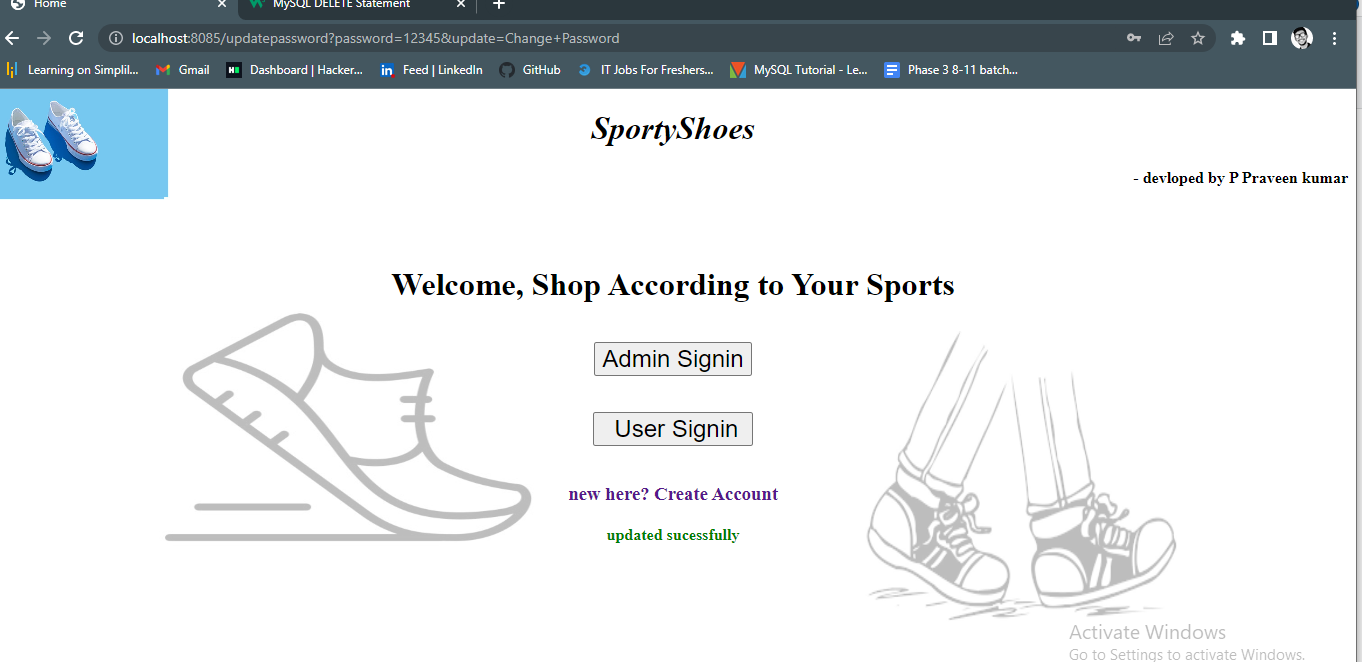 Home
MySQL DELETE Statement
localhost:8085/updatepassword?password=12345&update=Change+Password
Learning on Simplil...
Gmail
Dashboard | Hacker...
Feed | LinkedIn
GitHub
IT Jobs For Freshers...
MySQL Tutorial - Le...
Phase 3 8-11 batch...
SportyShoes
- devloped by P Praveen kumar
Welcome, Shop According to Your Sports
Admin Signin
User Signin
new here? Create Account
updated sucessfully
Activate Windows
Go to Settings to activate Windows.